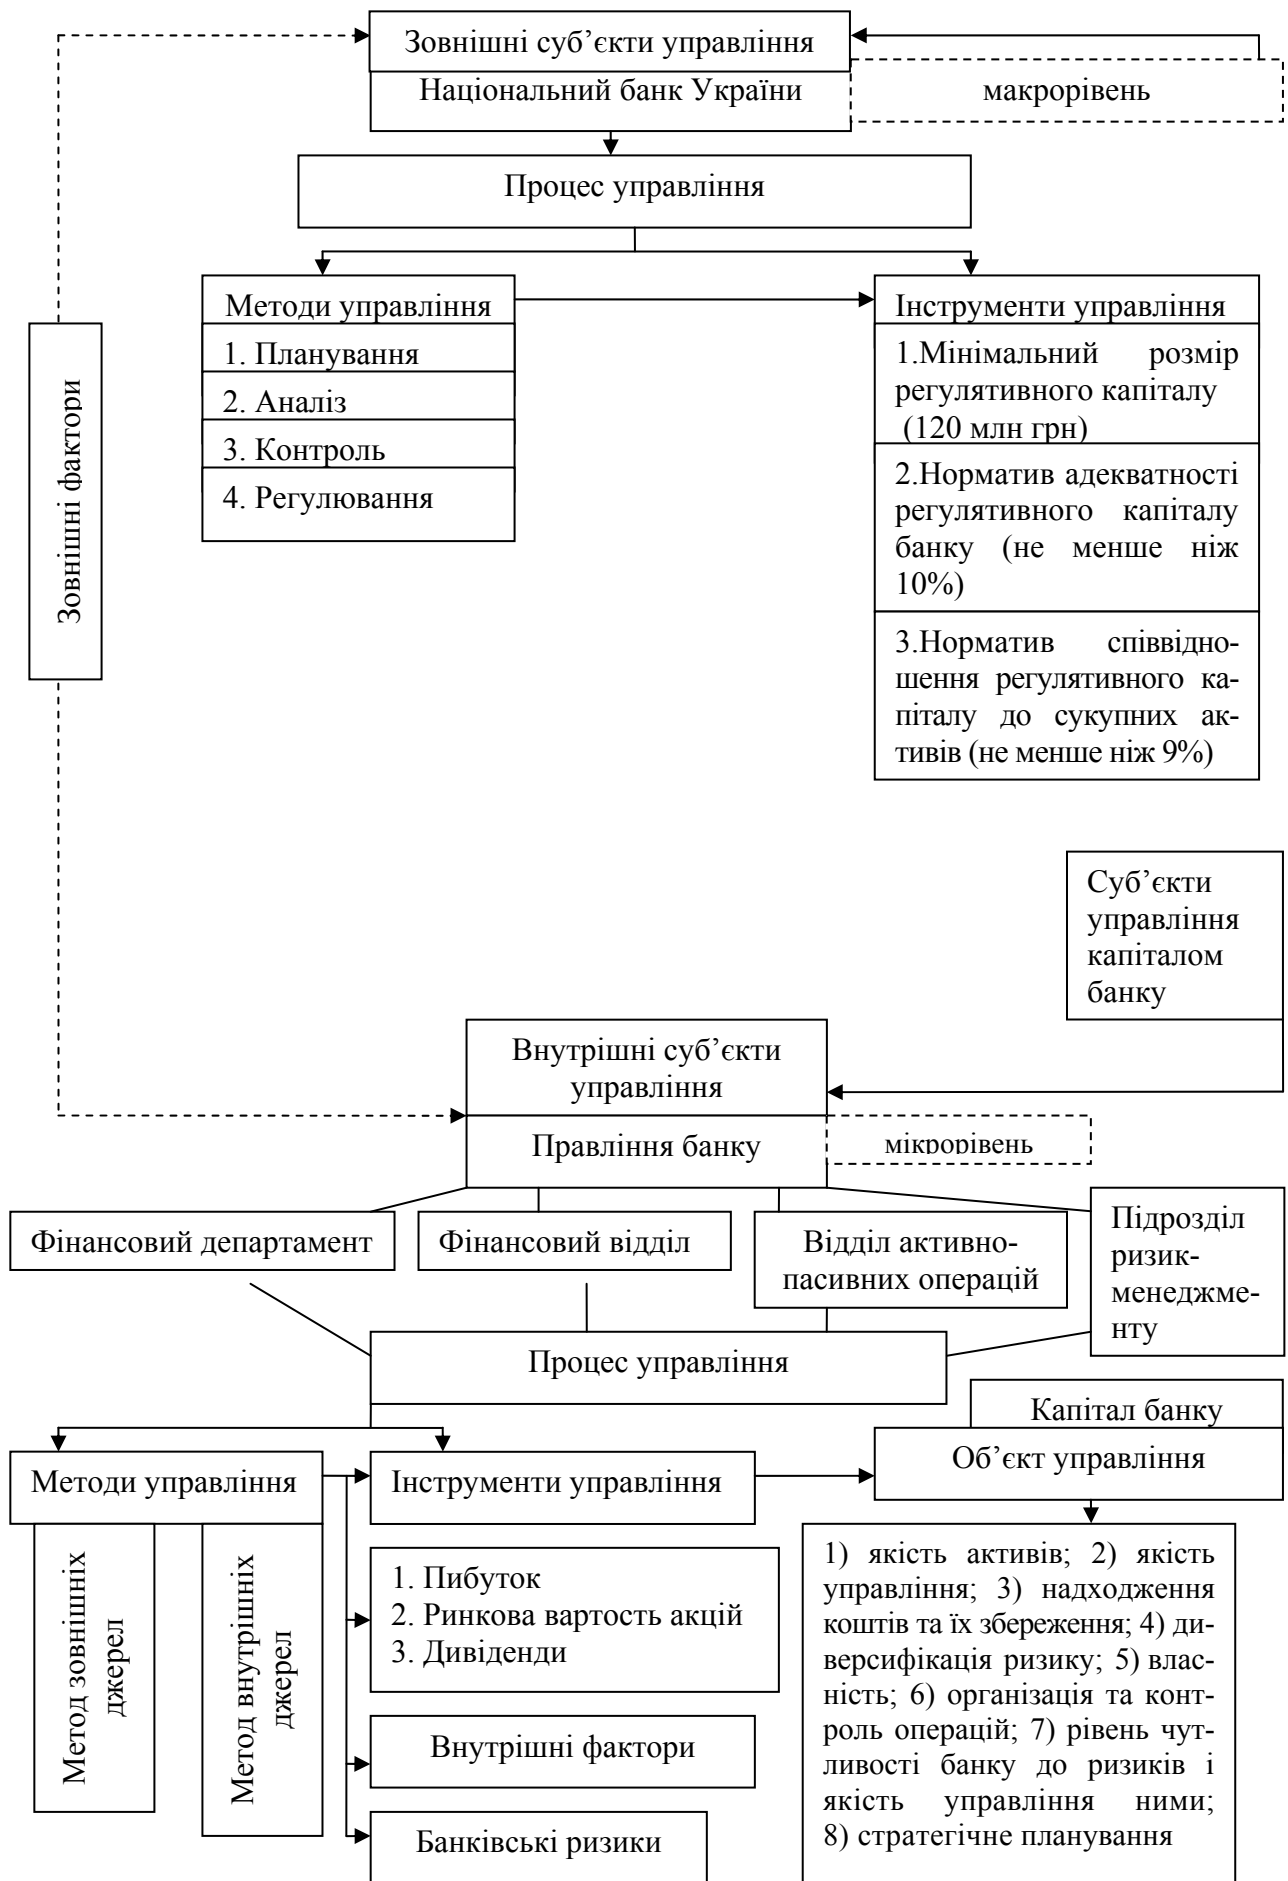 Зовнішні суб’єкти управління
Національний банк України
макрорівень
Процес управління
Методи управління
1. Планування
2. Аналіз
3. Контроль
4. Регулювання
Інструменти управління
1.Мінімальний розмір
регулятивного капіталу
(120 млн грн)
2.Норматив адекватності
регулятивного капіталу
банку (не менше ніж
10%)
3.Норматив співвідно-
шення регулятивного ка-
піталу до сукупних ак-
тивів (не менше ніж 9%)
Зовнішні фактори
Суб’єкти
управління
капіталом
банку
Внутрішні суб’єкти
управління
Правління банку
мікрорівень
Фінансовий департамент
Фінансовий відділ
Відділ активно-
пасивних операцій
Підрозділ
ризик-
менеджме-
нту
Процес управління
Капітал банку
Об’єкт управління
Методи управління
Інструменти управління
Метод зовнішніх
джерел
Метод внутрішніх
джерел
1. Пибуток
2. Ринкова вартость акцій
3. Дивіденди
Внутрішні фактори
Банківські ризики
1) якість активів; 2) якість
управління; 3) надходження
коштів та їх збереження; 4) ди-
версифікація ризику; 5) влас-
ність; 6) організація та конт-
роль операцій; 7) рівень чут-
ливості банку до ризиків і
якість управління ними;
8) стратегічне планування